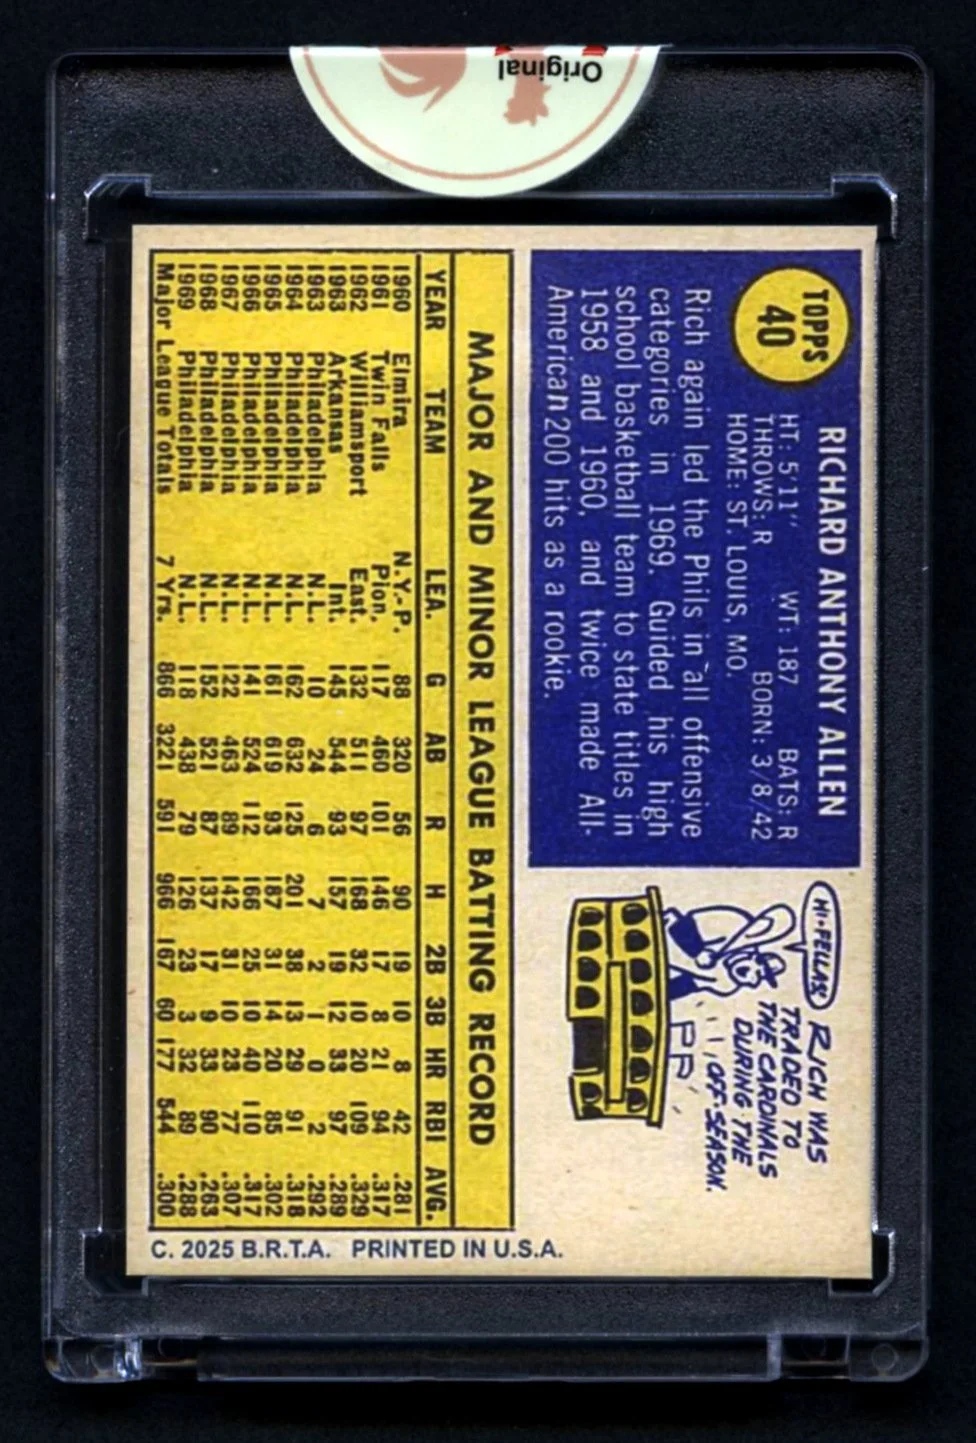 Original
TOPPS
40
RICHARD ANTHONY ALLEN
HT: 5'11" WT: 187 BATS: R
THROWS: R BORN: 3/8/42
HOME: ST. LOUIS, MO.
Rich again led the Phils in all offensive
categories in 1969. Guided his high
school basketball team to state titles in
1958 and 1960, and twice made All-
American 200 hits as a rookie.
HI-FELLAS
RICH WAS
TRADED TO
THE CARDINALS
DURING THE
OFF-SEASON.
MAJOR AND MINOR LEAGUE BATTING RECORD
YEAR TEAM LEA. G AB R H 2B 3B HR RBI AVG.
1960 Elmira N.Y.-P. 88 320 56 90 19 10 8 42 .281
1961 Twin Falls Pion. 117 460 101 146 17 8 21 94 .317
1962 Williamsport East. 132 511 97 168 32 10 20 109 .329
1963 Arkansas Int. 145 544 93 157 19 12 33 97 .289
1963 Philadelphia N.L. 10 24 6 7 2 1 0 2 .292
1964 Philadelphia N.L. 162 632 125 201 38 13 29 91 .318
1965 Philadelphia N.L. 161 619 93 187 31 14 20 85 .302
1966 Philadelphia N.L. 141 524 112 166 25 10 40 110 .317
1967 Philadelphia N.L. 122 463 89 142 31 10 23 77 .307
1968 Philadelphia N.L. 152 521 87 137 17 9 33 90 .263
1969 Philadelphia N.L. 118 438 79 126 23 3 32 89 .288
Major League Totals 7 Yrs. 866 3221 591 966 167 60 177 544 .300
C. 2025 B.R.T.A. PRINTED IN U.S.A.